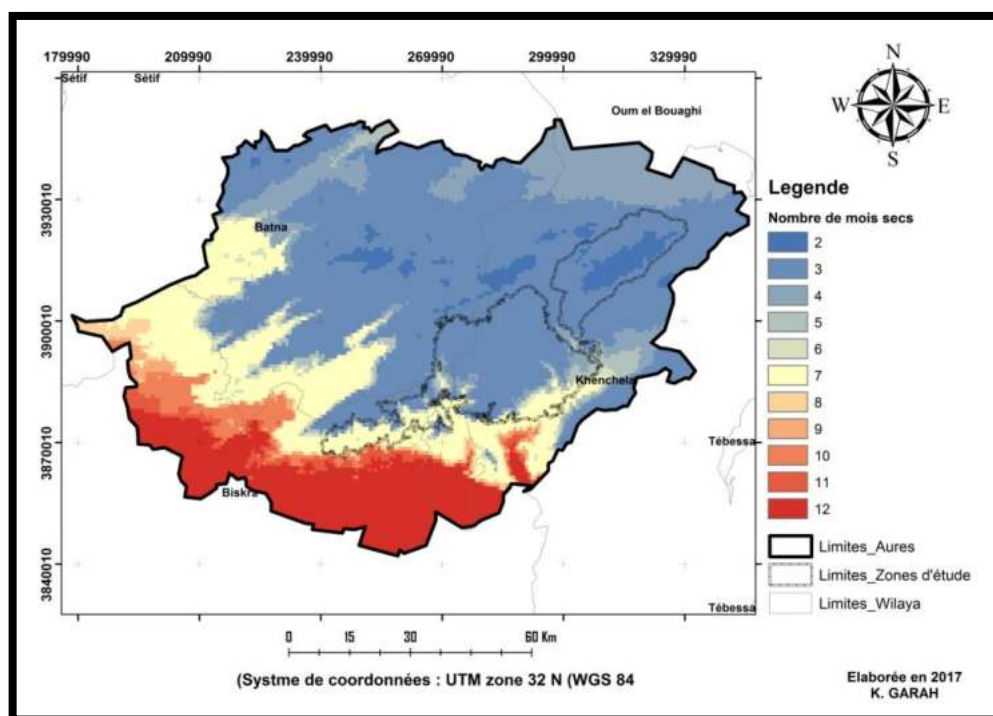 179990 209990 239990 269990 299990 329990
Sétif Sétif
Oum el Bouaghi
N
W E
S
3930010
Batna
3900010
Khenchela
3870010
Tébessa
Biskra
3840010
Tébessa
Legende
Nombre de mois secs
2
3
4
5
6
7
8
9
10
11
12
Limites_Aures
Limites_Zones d'étude
Limites_Wilaya
0 15 30 60 Km
(Systme de coordonnées : UTM zone 32 N (WGS 84
Elaborée en 2017
K. GARAH